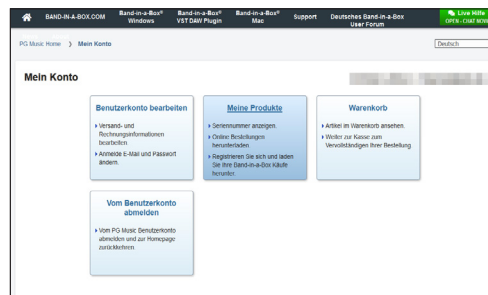 BAND-IN-A-BOX.COM
Band-in-a-Box®
Windows
Band-in-a-Box®
VST DAW Plugin
Band-in-a-Box®
Mac
Support
Deutsches Band-in-a-Box
User Forum
Live Hilfe
OPEN - CHAT NOW
PG Music Home
Mein Konto
Deutsch
Mein Konto
Benutzerkonto bearbeiten
Versand- und
Rechnungsinformationen
bearbeiten.
Anmelde E-Mail und Passwort
ändern.
Meine Produkte
Seriennummer anzeigen.
Online Bestellungen
herunterladen.
Registrieren Sie sich und laden
Sie Ihre Band-in-a-Box Käufe
herunter.
Warenkorb
Artikel im Warenkorb ansehen.
Weiter zur Kasse zum
Vervollständigen Ihrer Bestellung.
Vom Benutzerkonto
abmelden
Vom PG Music Benutzerkonto
abmelden und zur Homepage
zurückkehren.